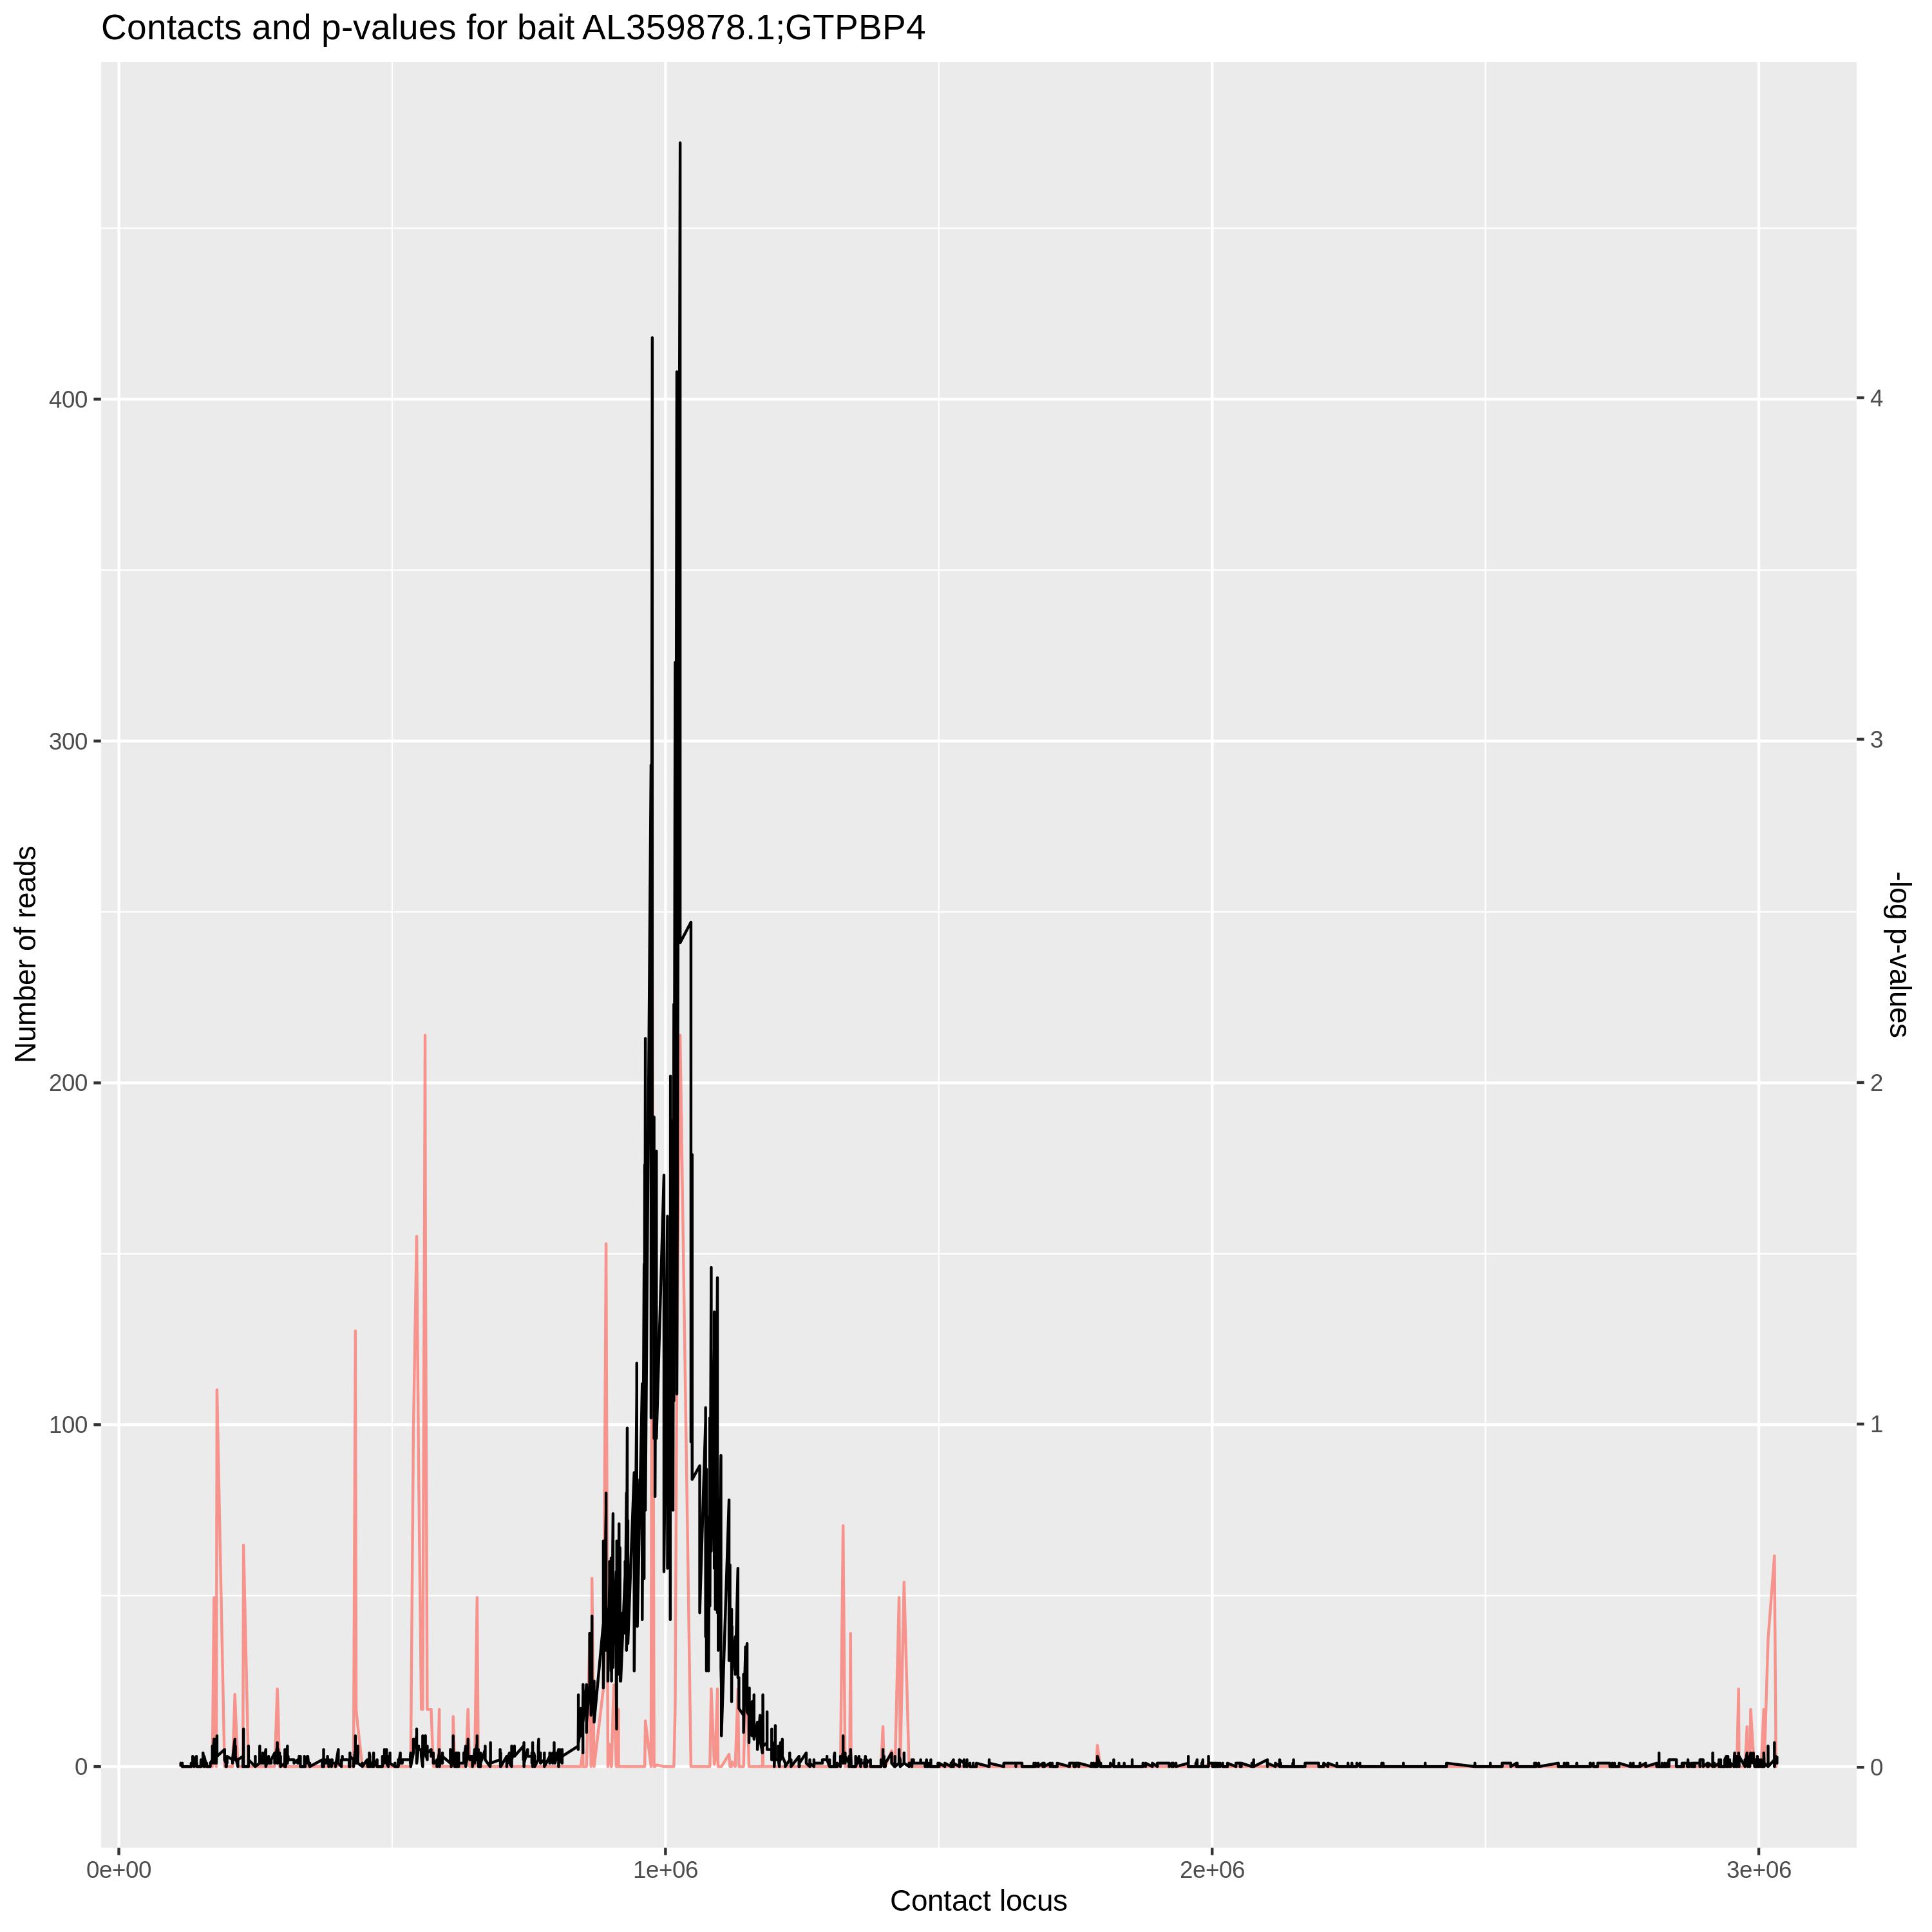 Contacts and p-values for bait AL359878.1;GTPBP4
Number of reads
400
300
200
100
0
-log p-values
4
3
2
1
0
0e+00
1e+06
2e+06
3e+06
Contact locus